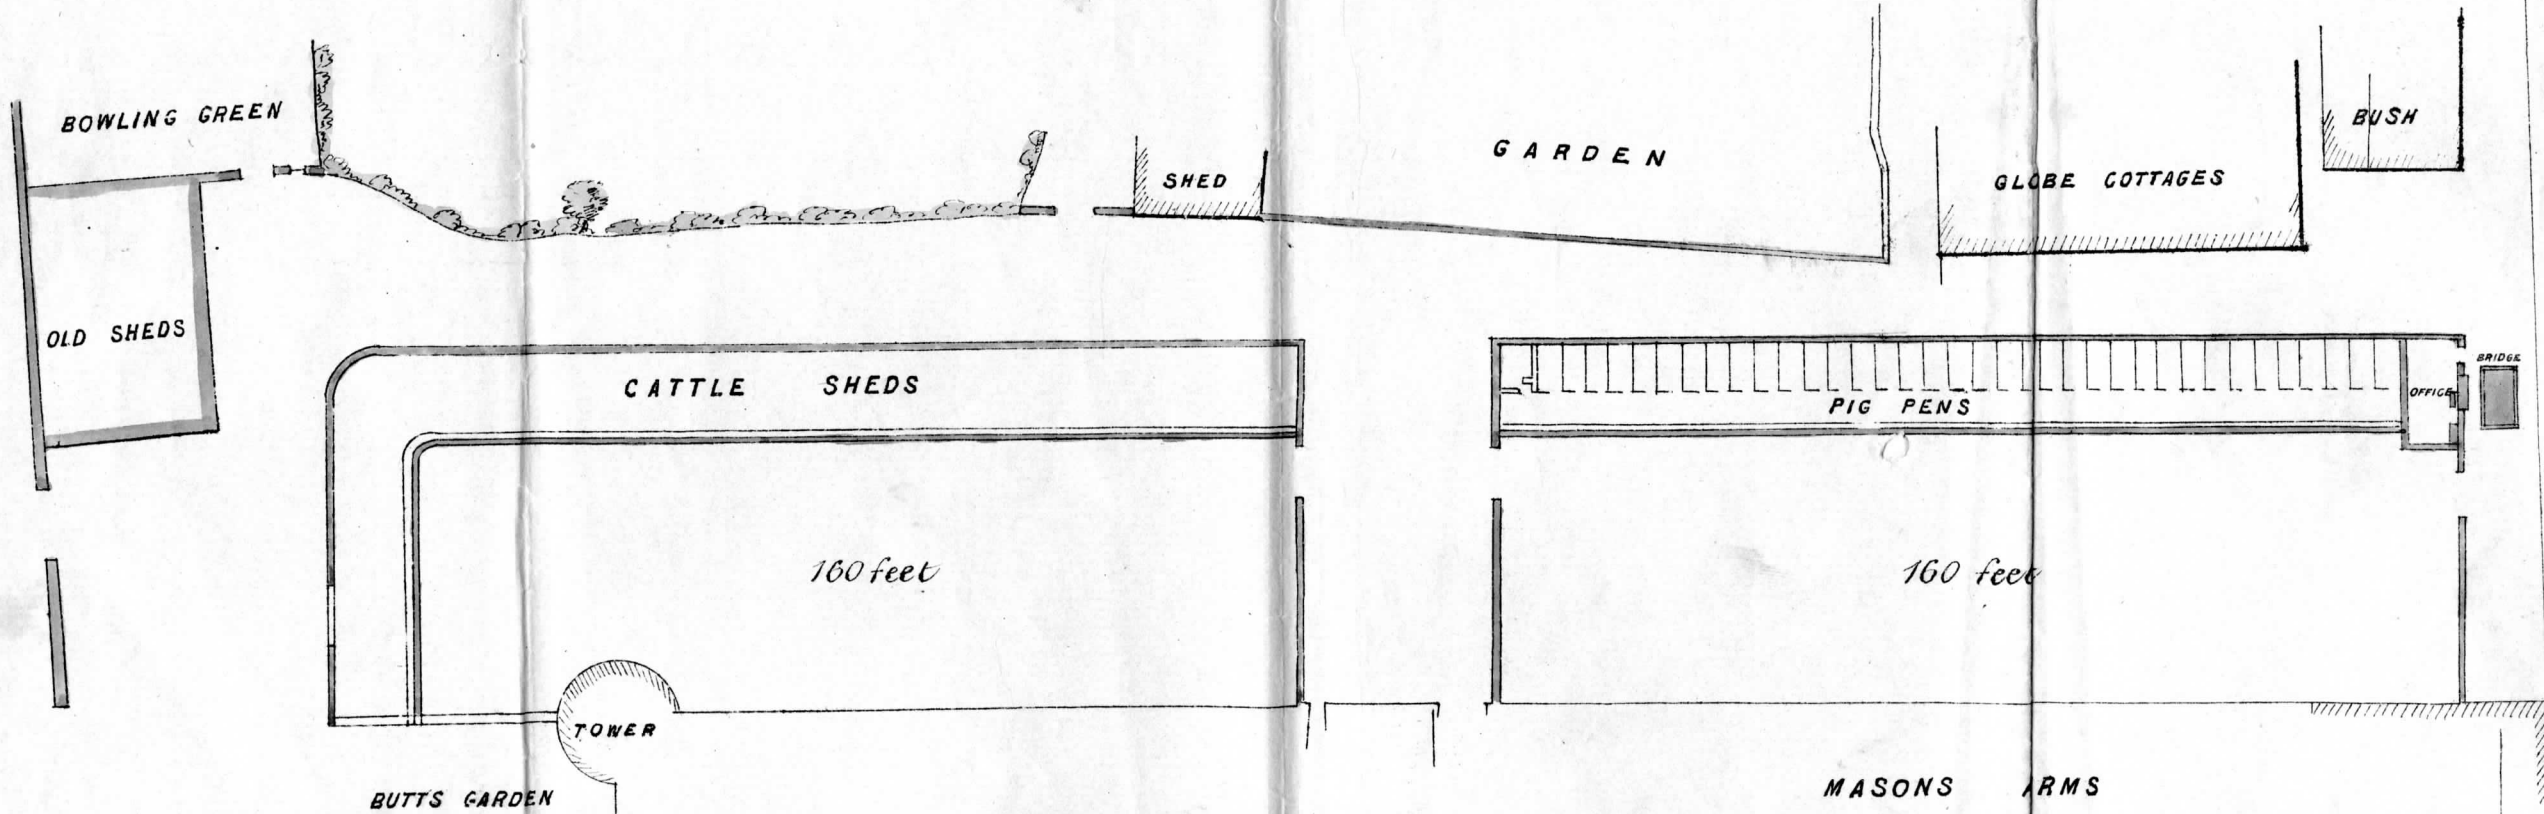 BOWLING GREEN
BUSH
GARDEN
SHED
GLOBE COTTAGES
OLD SHEDS
BRIDGE
CATTLE SHEDS
OFFICE
PIG PENS
160 feet
160 feet
TOWER
MASONS ARMS
BUTTS GARDEN